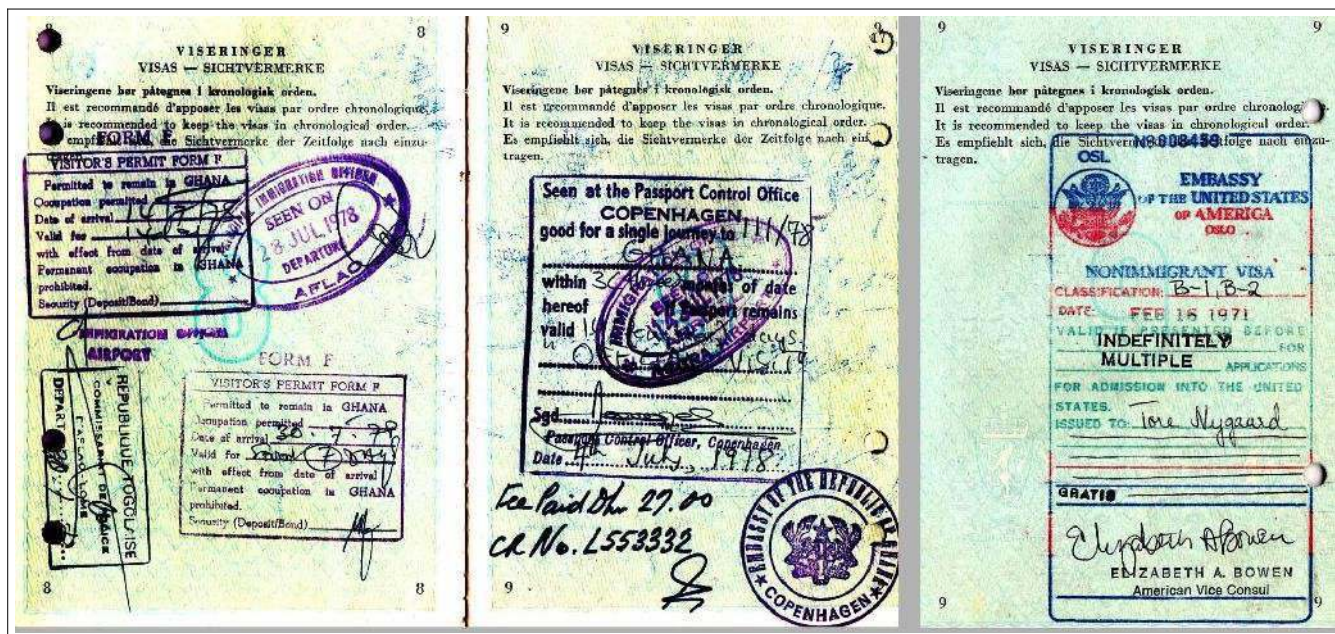 8
VISERINGER
VISAS — SICHTVERMERKE
Viseringene bør påtegnes i kronologisk orden.
Il est recommandé d'apposer les visas par ordre chronologique.
It is recommended to keep the visas in chronological order.
empfiehlt sich, die Sichtvermerke der Zeitfolge nach einzu-
FORM F
VISITOR'S PERMIT FORM F
Permitted to remain in GHANA
Occupation permitted
Date of arrival
Valid for
with effect from date of arrival
Permanent occupation in GHANA
prohibited.
Security (Deposit/Bond)
IMMIGRATION OFFICER
SEEN ON
28 JUL 1978
DEPARTURE
AFLAO
IMMIGRATION OFFICER
AIRPORT
REPUBLIQUE TOGOLAISE
COMMISSARIAT DE POLICE
DEPART
FORM F
VISITOR'S PERMIT FORM F
Permitted to remain in GHANA
Occupation permitted
Date of arrival 30 7. 78
Valid for (7) days
with effect from date of arrival
Permanent occupation in GHANA
prohibited.
Security (Deposit/Bond)
8
8
9
VISERINGER
VISAS — SICHTVERMERKE
Viseringene bør påtegnes i kronologisk orden.
Il est recommandé d'apposer les visas par ordre chronologique.
It is recommended to keep the visas in chronological order.
Es empfiehlt sich, die Sichtvermerke der Zeitfolge nach
tragen.
Seen at the Passport Control Office
COPENHAGEN
good for a single journey to
GHANA
within 3 months of date
hereof passport remains
valid
Sgd
Passport Control Officer, Copenhagen
Date 4th July, 1978
Fee Paid Dkr 27.00
CR No. L553332
EMBASSY OF THE REPUBLIC OF GHANA
COPENHAGEN
9
9 9
VISERINGER
VISAS — SICHTVERMERKE
Viseringene bør påtegnes i kronologisk orden.
Il est recommandé d'apposer les visas par ordre
It is recommended to keep the visas in chronological order.
Es empfiehlt sich, die Sichtvermerke der Zeitfolge nach einzu-
tragen.
OSL No 008459
EMBASSY
OF THE UNITED STATES
OF AMERICA
OSLO
NONIMMIGRANT VISA
CLASSIFICATION: B-1, B-2
DATE: FEB 16 1971
VALID IF PRESENTED BEFORE
INDEFINITELY FOR
MULTIPLE APPLICATIONS
FOR ADMISSION INTO THE UNITED
STATES.
ISSUED TO: Tore Nygaard
GRATIS
Elizabeth A Bowen
ELIZABETH A. BOWEN
American Vice Consul
9 9